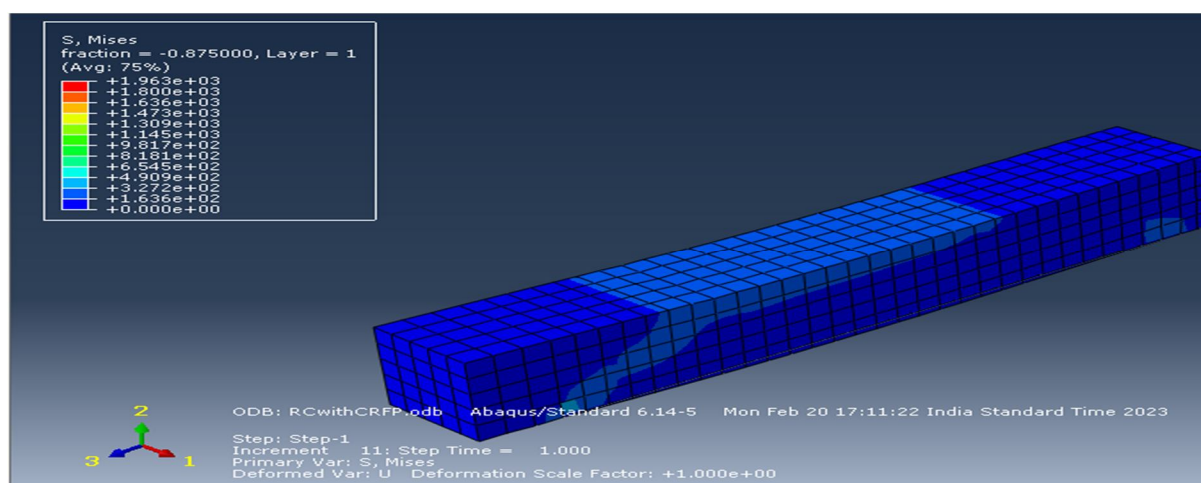 S, Mises
fraction = -0.875000, Layer = 1
(Avg: 75%)
+1.963e+03
+1.800e+03
+1.636e+03
+1.473e+03
+1.309e+03
+1.145e+03
+9.817e+02
+8.181e+02
+6.545e+02
+4.909e+02
+3.272e+02
+1.636e+02
+0.000e+00
2
3
1
ODB: RCwithCRFP.odb Abaqus/Standard 6.14-5 Mon Feb 20 17:11:22 India Standard Time 2023
Step: Step-1
Increment 11: Step Time = 1.000
Primary Var: S, Mises
Deformed Var: U Deformation Scale Factor: +1.000e+00